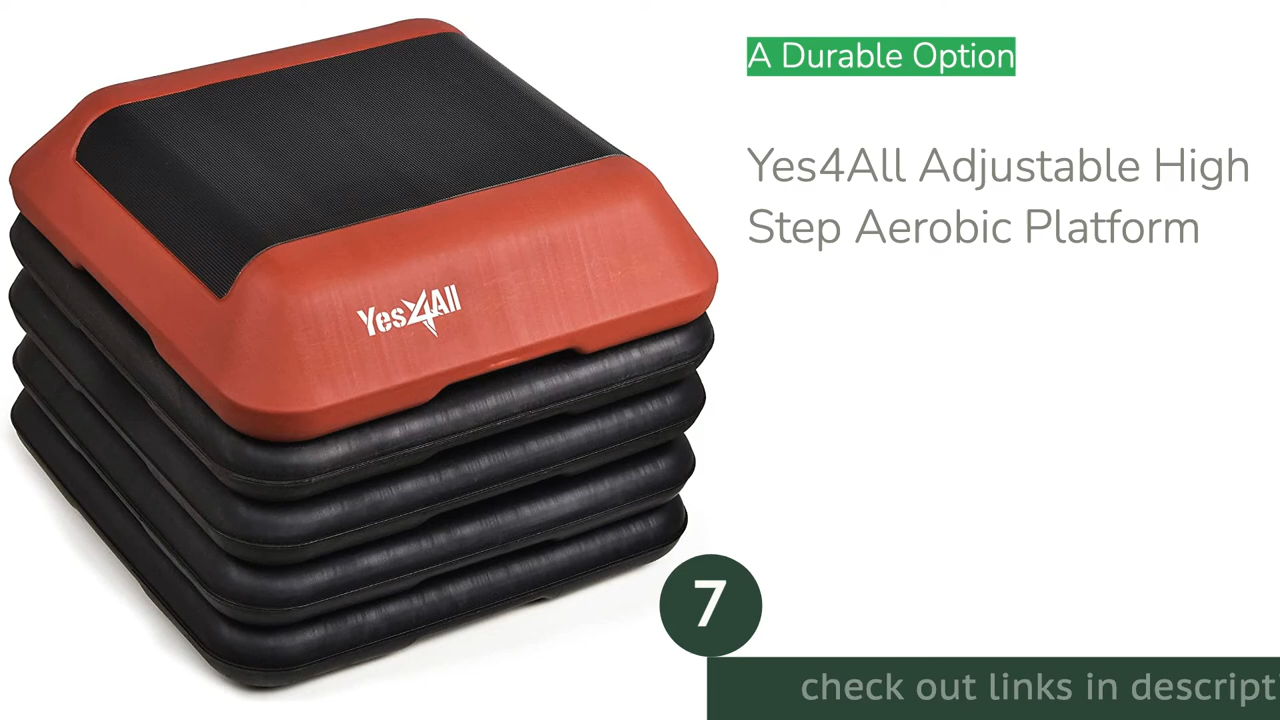 A Durable Option
Yes4All Adjustable High
Step Aerobic Platform
Yes4All
7
check out links in descript